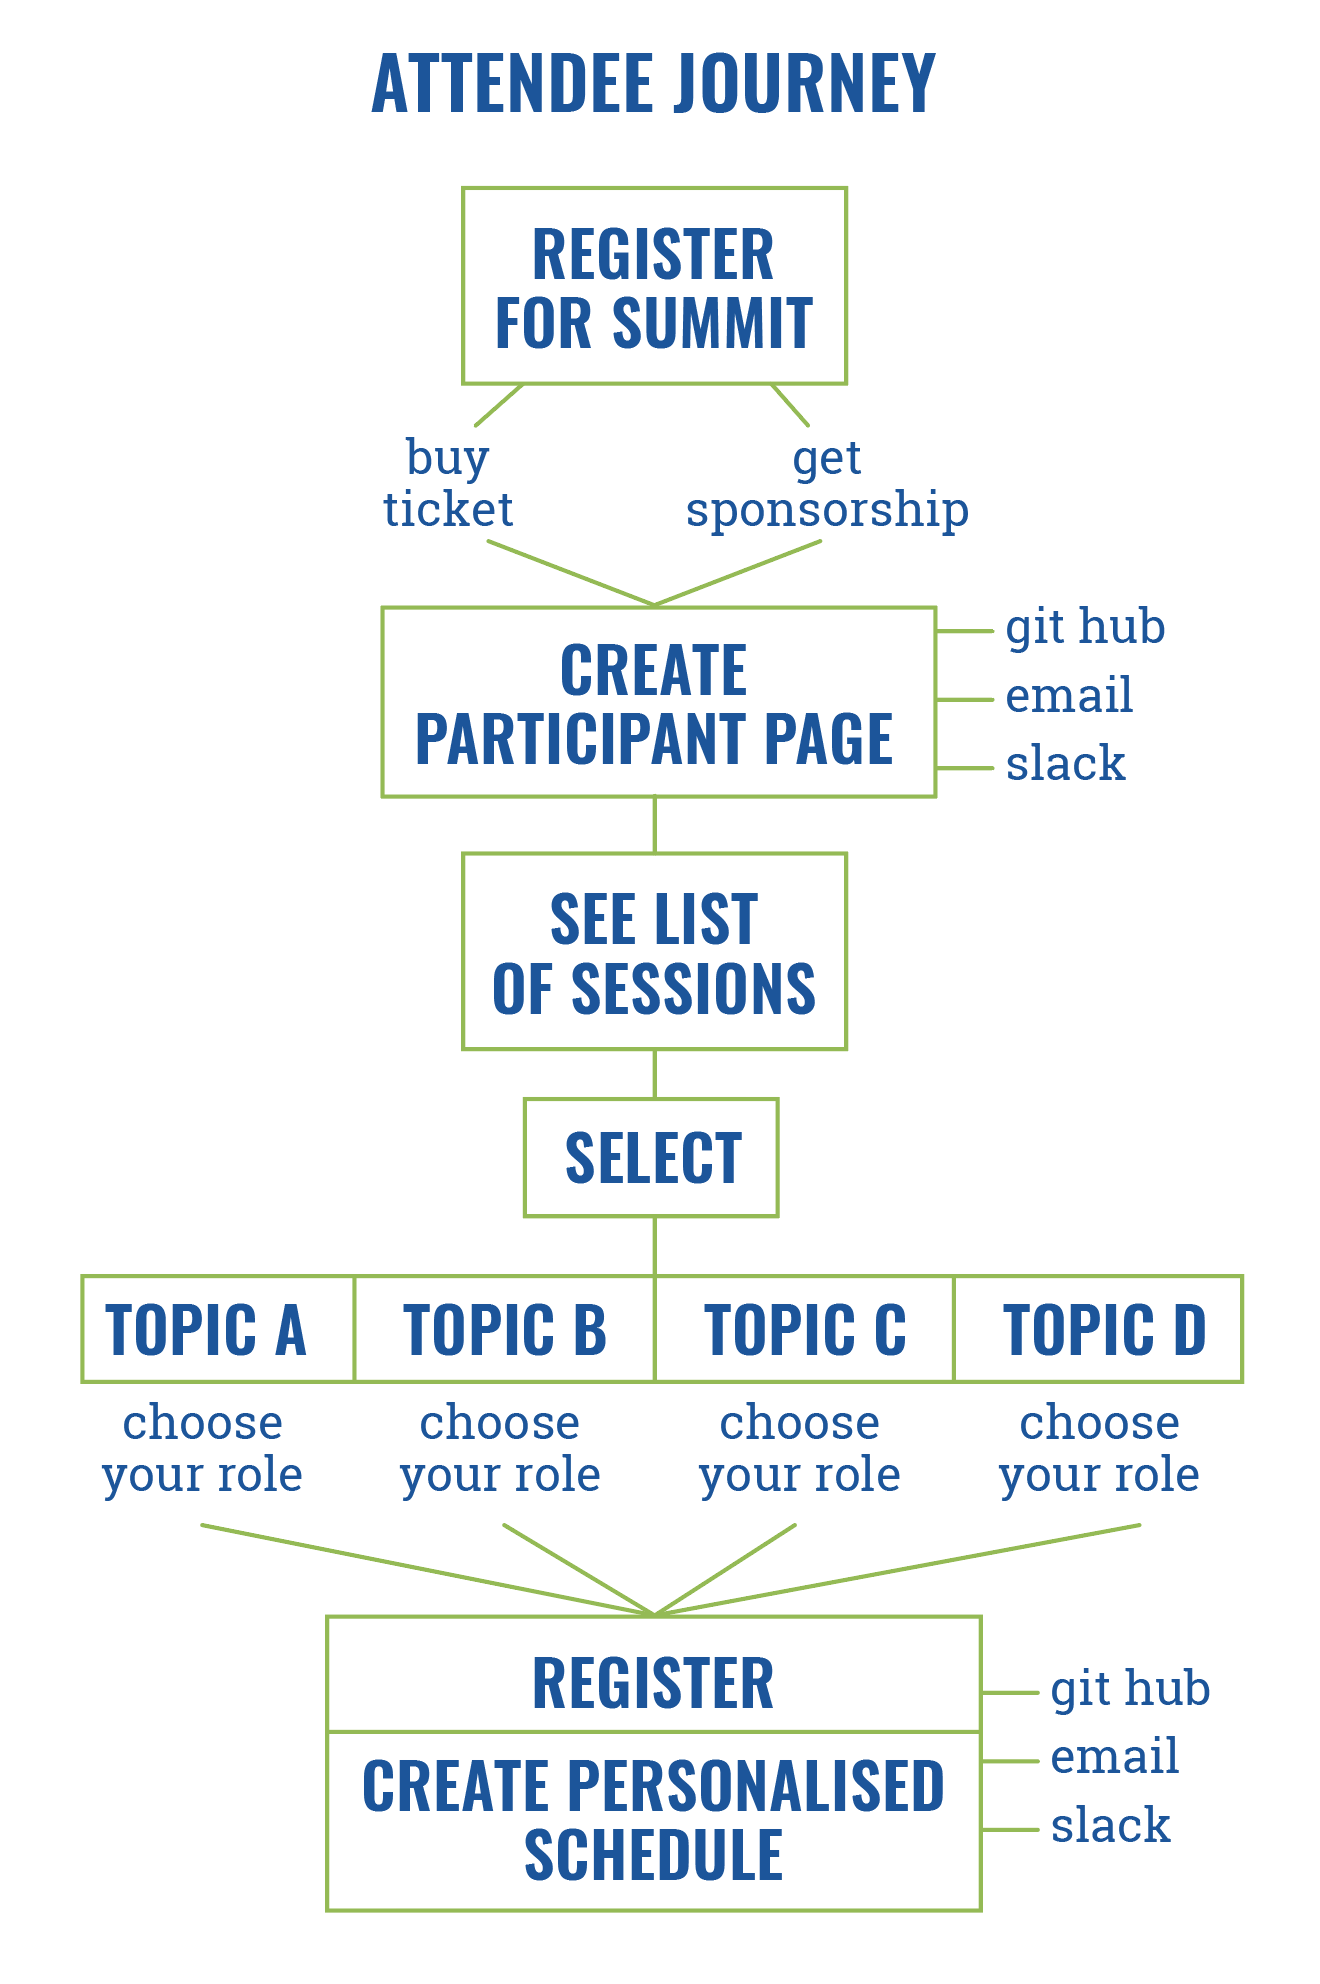 ATTENDEE JOURNEY
REGISTER
FOR SUMMIT
buy
ticket
get
sponsorship
CREATE
PARTICIPANT PAGE
git hub
email
slack
SEE LIST
OF SESSIONS
SELECT
TOPIC A
TOPIC B
TOPIC C
TOPIC D
choose
your role
choose
your role
choose
your role
choose
your role
REGISTER
CREATE PERSONALISED
SCHEDULE
git hub
email
slack